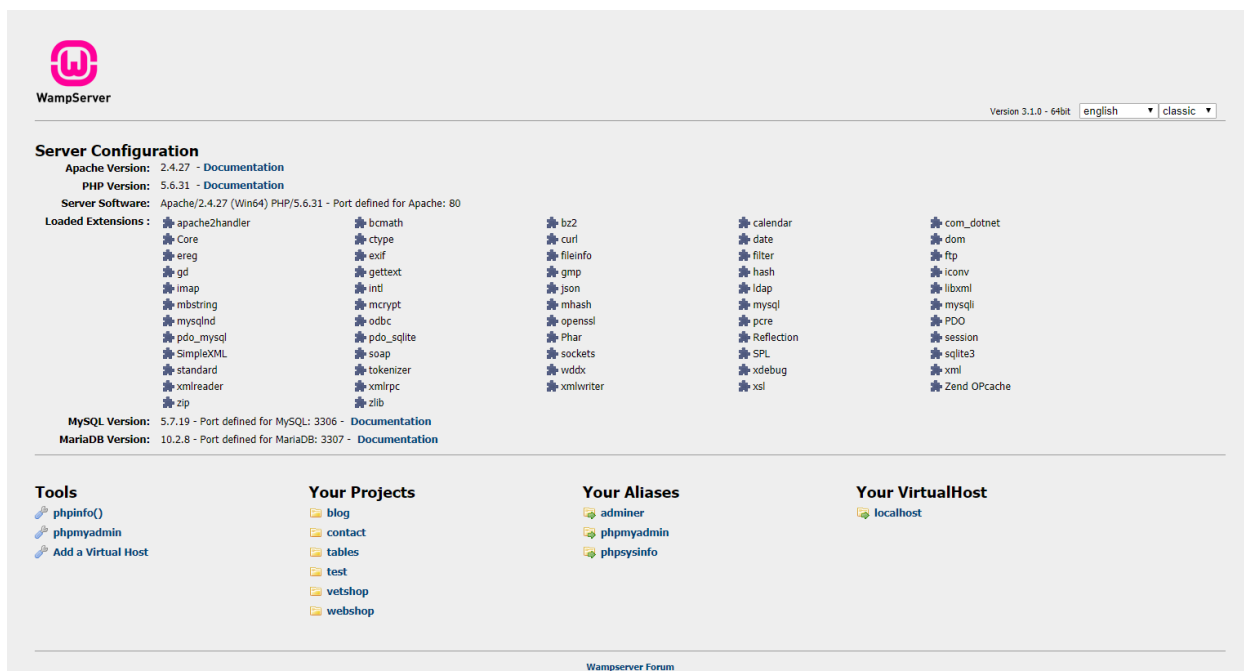 WampServer
Version 3.1.0 - 64bit english classic
Server Configuration
Apache Version: 2.4.27 - Documentation
PHP Version: 5.6.31 - Documentation
Server Software: Apache/2.4.27 (Win64) PHP/5.6.31 - Port defined for Apache: 80
Loaded Extensions : apache2handler bcmath bz2 calendar com_dotnet
Core ctype curl date dom
ereg exif fileinfo filter ftp
gd gettext gmp hash iconv
imap intl json ldap libxml
mbstring mcrypt mhash mysql mysqli
mysqlnd odbc openssl pcre PDO
pdo_mysql pdo_sqlite Phar Reflection session
SimpleXML soap sockets SPL sqlite3
standard tokenizer wddx xdebug xml
xmlreader xmlrpc xmlwriter xsl Zend OPcache
zip zlib
MySQL Version: 5.7.19 - Port defined for MySQL: 3306 - Documentation
MariaDB Version: 10.2.8 - Port defined for MariaDB: 3307 - Documentation
Tools
phpinfo()
phpmyadmin
Add a Virtual Host
Your Projects
blog
contact
tables
test
vetshop
webshop
Your Aliases
adminer
phpmyadmin
phpsysinfo
Your VirtualHost
localhost
Wampserver Forum